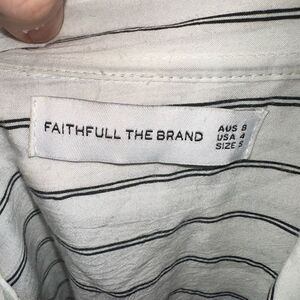 FAITHFULL THE BRAND
AUS 8
USA 4
SIZE S